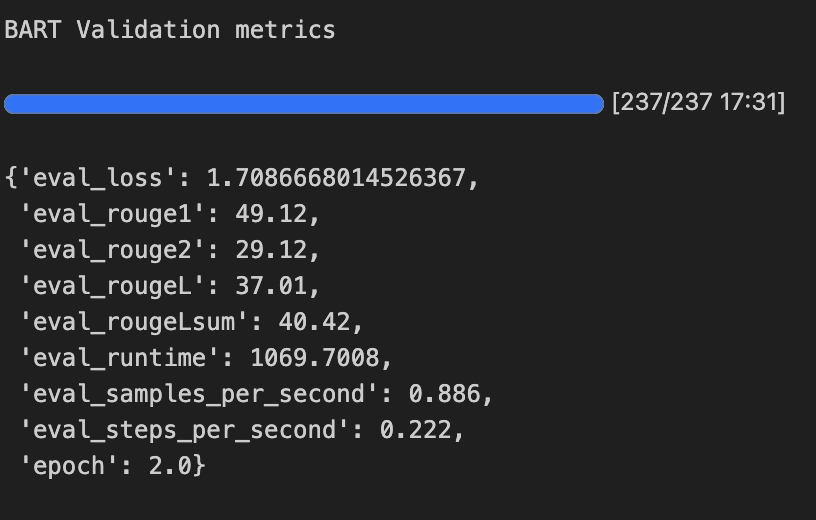 BART Validation metrics
[237/237 17:31]
{'eval_loss': 1.7086668014526367,
'eval_rouge1': 49.12,
'eval_rouge2': 29.12,
'eval_rougeL': 37.01,
'eval_rougeLsum': 40.42,
'eval_runtime': 1069.7008,
'eval_samples_per_second': 0.886,
'eval_steps_per_second': 0.222,
'epoch': 2.0}